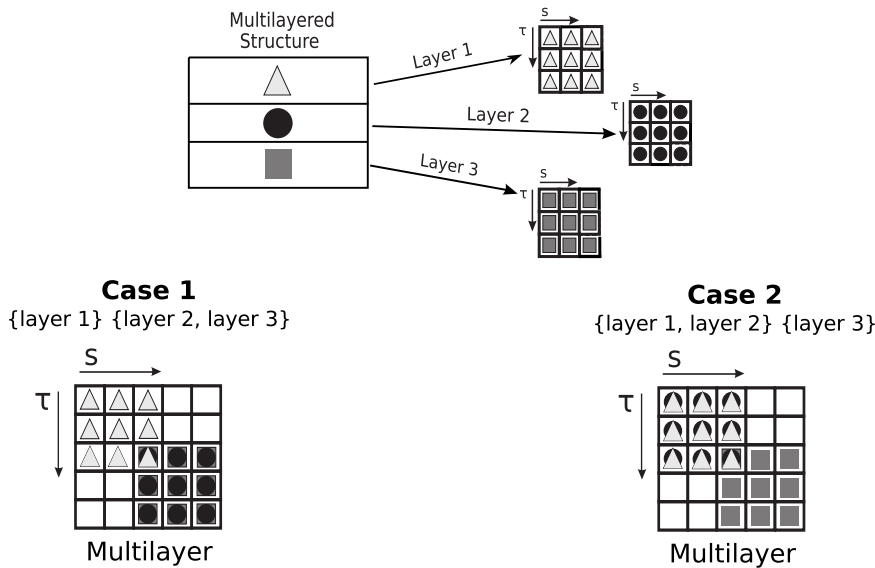 Multilayered
Structure
Layer 1
Layer 2
Layer 3
S
τ
S
τ
S
τ
Case 1
{layer 1} {layer 2, layer 3}
S
τ
Multilayer
Case 2
{layer 1, layer 2} {layer 3}
S
τ
Multilayer